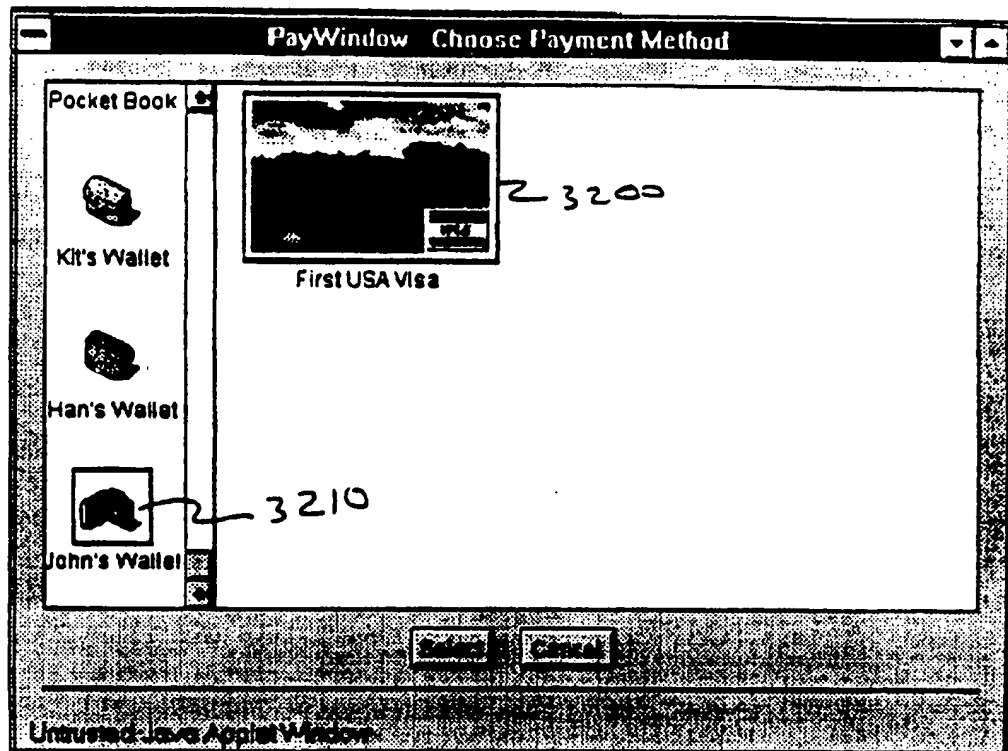 PayWindow Choose Payment Method
Pocket Book
Kit's Wallet
Han's Wallet
John's Wallet
3200
First USA Visa
3210
Select
Cancel
Untrusted Java Applet Window